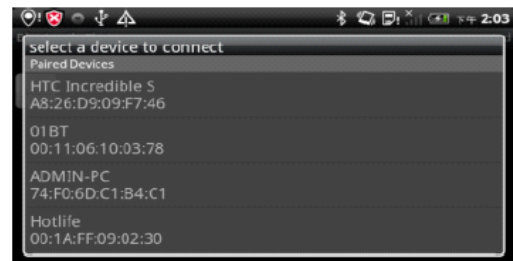 下午 2:03
select a device to connect
Paired Devices
HTC Incredible S
A8:26:D9:09:F7:46
01BT
00:11:06:10:03:78
ADMIN-PC
74:F0:6D:C1:B4:C1
Hotlife
00:1A:FF:09:02:30